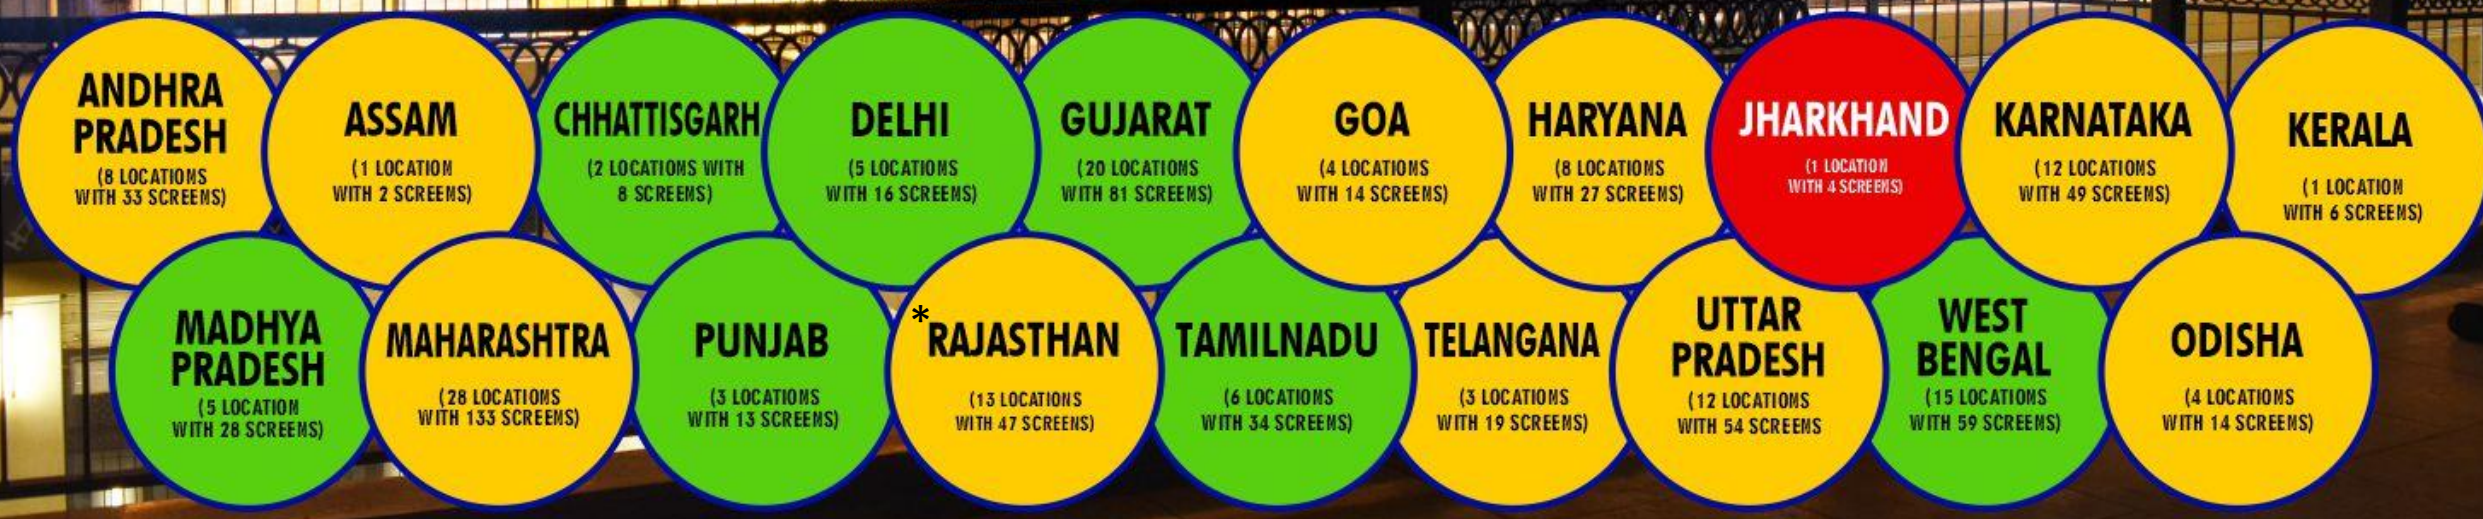 ANDHRA
PRADESH
(8 LOCATIONS
WITH 33 SCREENS)
ASSAM
(1 LOCATION
WITH 2 SCREENS)
CHHATTISGARH
(2 LOCATIONS WITH
8 SCREENS)
DELHI
(5 LOCATIONS
WITH 16 SCREENS)
GUJARAT
(20 LOCATIONS
WITH 81 SCREENS)
GOA
(4 LOCATIONS
WITH 14 SCREENS)
HARYANA
(8 LOCATIONS
WITH 27 SCREENS)
JHARKHAND
(1 LOCATION
WITH 4 SCREENS)
KARNATAKA
(12 LOCATIONS
WITH 49 SCREENS)
KERALA
(1 LOCATION
WITH 6 SCREENS)
MADHYA
PRADESH
(5 LOCATION
WITH 28 SCREENS)
MAHARASHTRA
(28 LOCATIONS
WITH 133 SCREENS)
PUNJAB
(3 LOCATIONS
WITH 13 SCREENS)
*RAJASTHAN
(13 LOCATIONS
WITH 47 SCREENS)
TAMILNADU
(6 LOCATIONS
WITH 34 SCREENS)
TELANGANA
(3 LOCATIONS
WITH 19 SCREENS)
UTTAR
PRADESH
(12 LOCATIONS
WITH 54 SCREENS
WEST
BENGAL
(15 LOCATIONS
WITH 59 SCREENS)
ODISHA
(4 LOCATIONS
WITH 14 SCREENS)